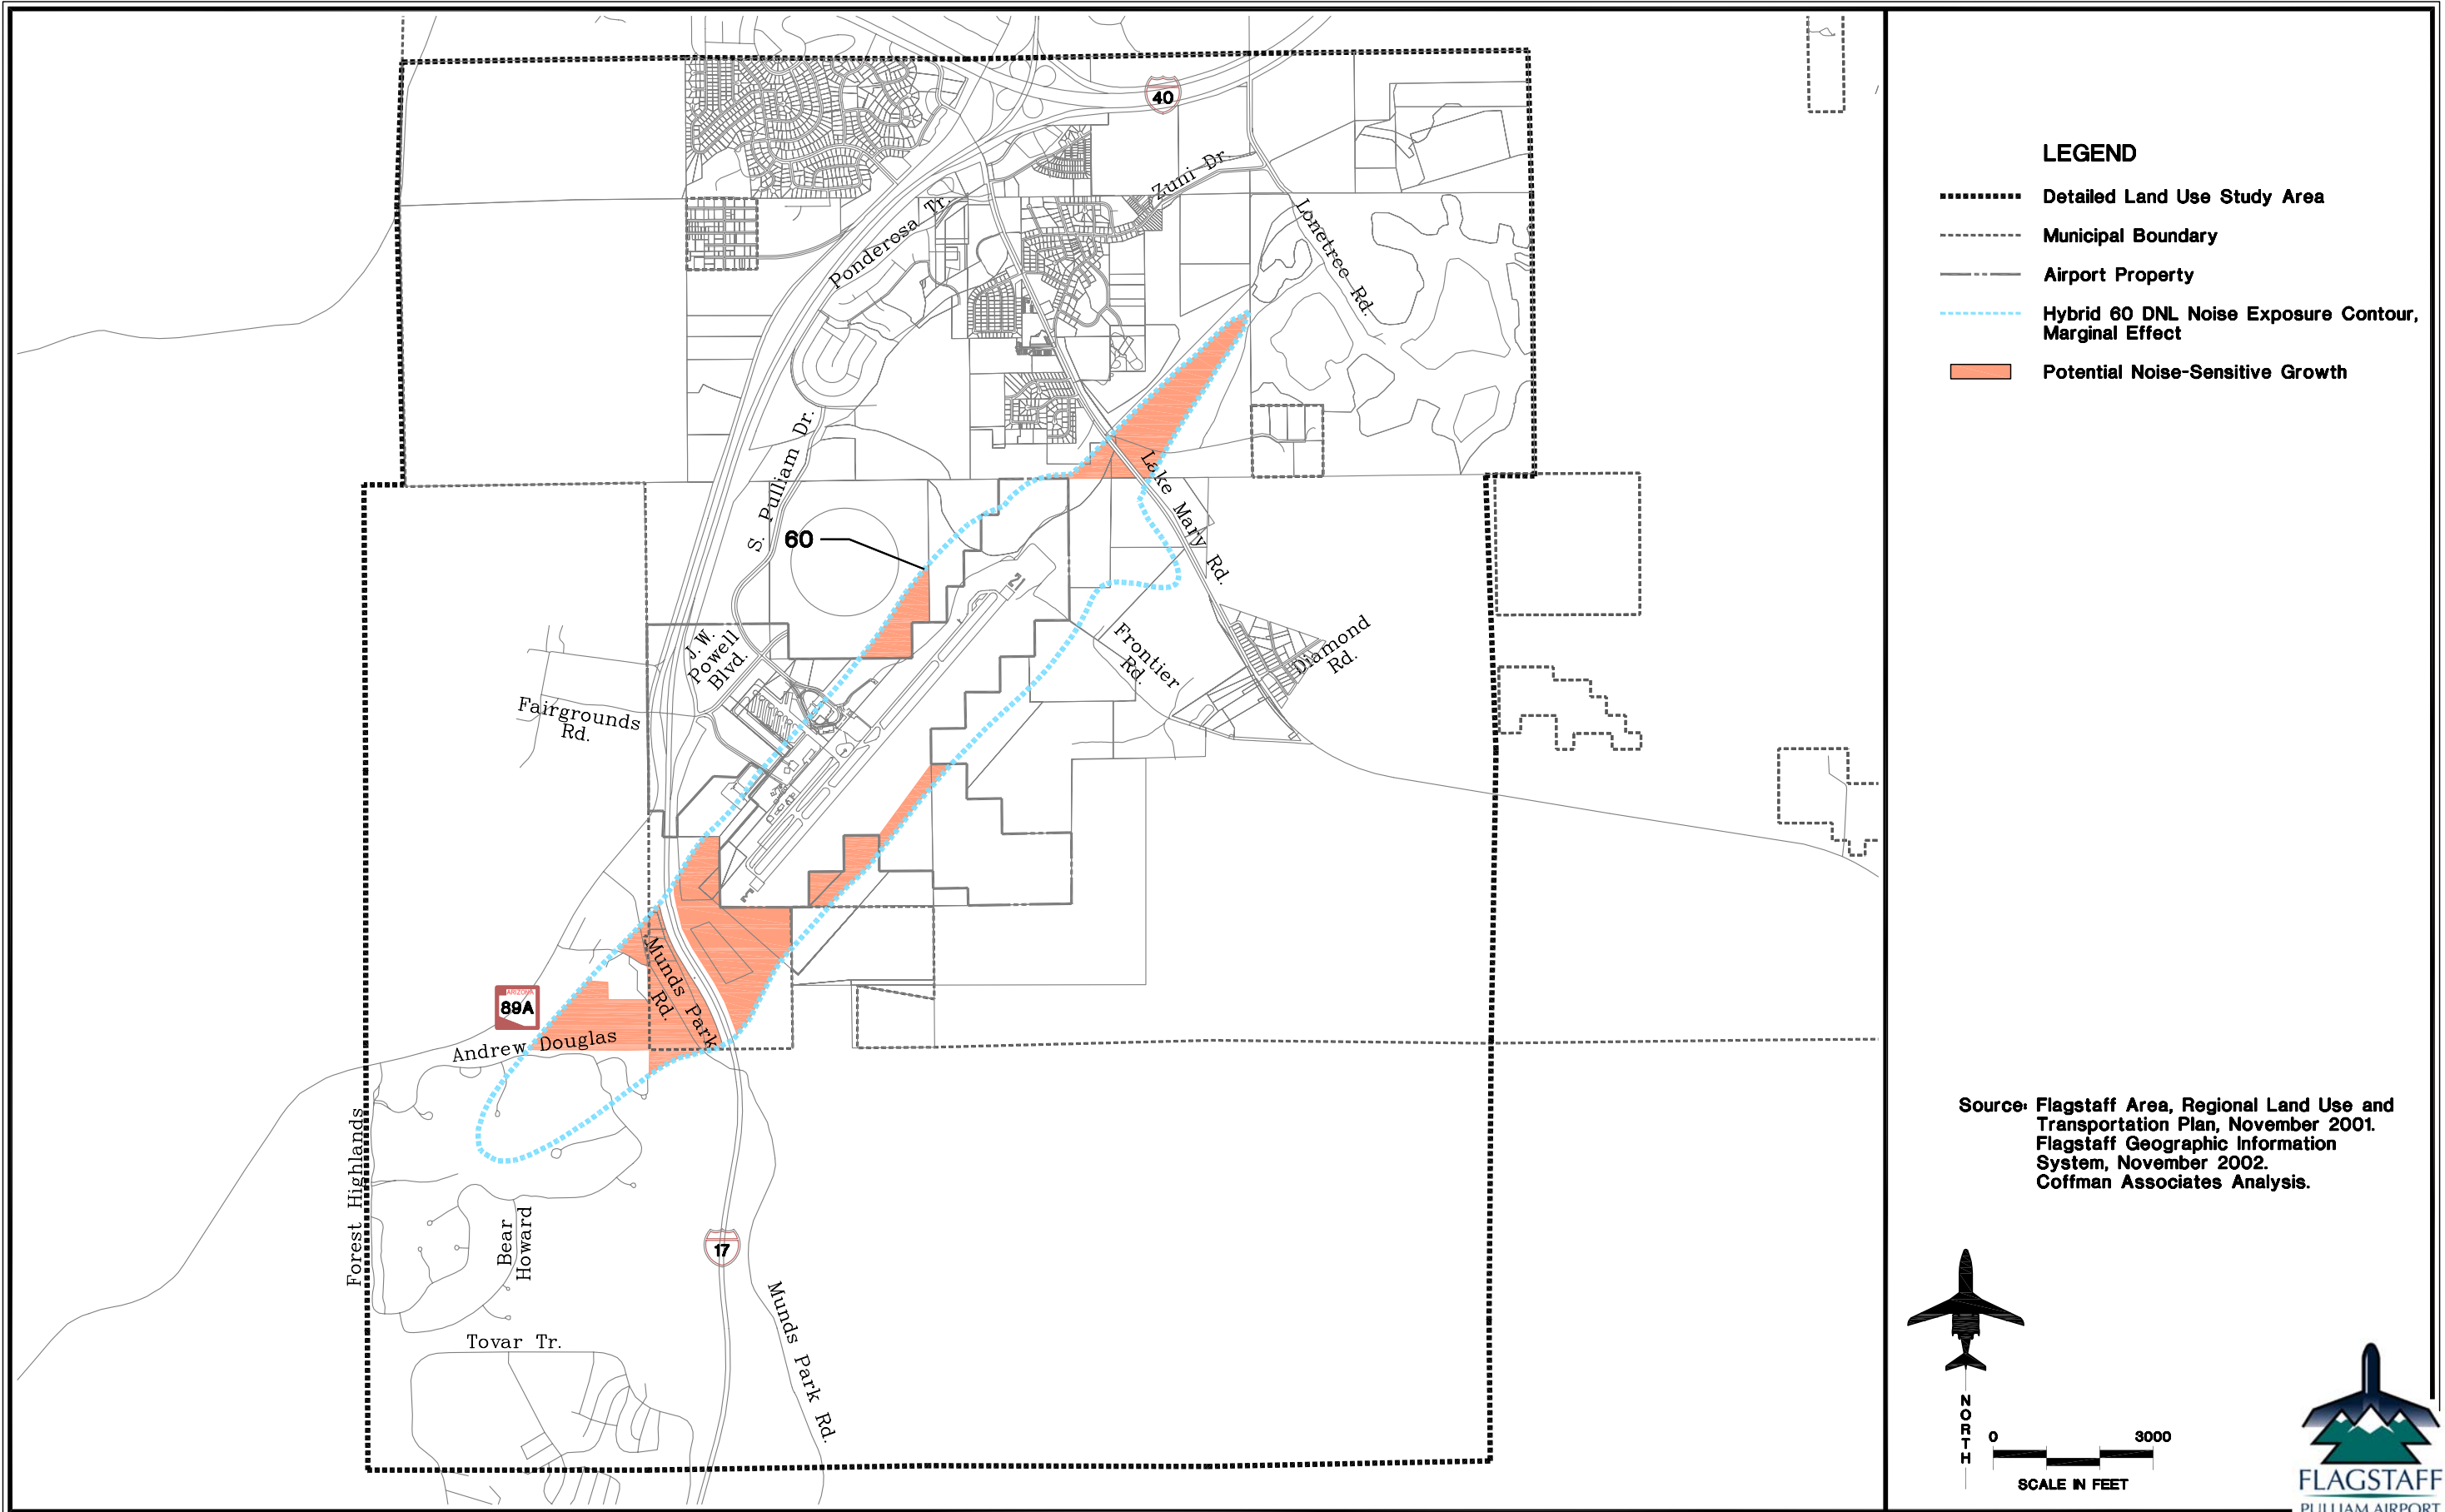 40
Zuni Dr.
Ponderosa Tr.
Lonetree Rd.
S. Pulliam Dr.
Lake Mary Rd.
60
21
J.W.
Powell
Blvd.
Frontier
Rd.
Diamond
Rd.
Fairgrounds
Rd.
3
Munds Park
Rd.
ARIZONA
89A
Andrew Douglas
Forest Highlands
Bear
Howard
17
Munds Park Rd.
Tovar Tr.
LEGEND
Detailed Land Use Study Area
Municipal Boundary
Airport Property
Hybrid 60 DNL Noise Exposure Contour,
Marginal Effect
Potential Noise-Sensitive Growth
Source: Flagstaff Area, Regional Land Use and
Transportation Plan, November 2001.
Flagstaff Geographic Information
System, November 2002.
Coffman Associates Analysis.
NORTH
0 3000
SCALE IN FEET
FLAGSTAFF
PULLIAM AIRPORT